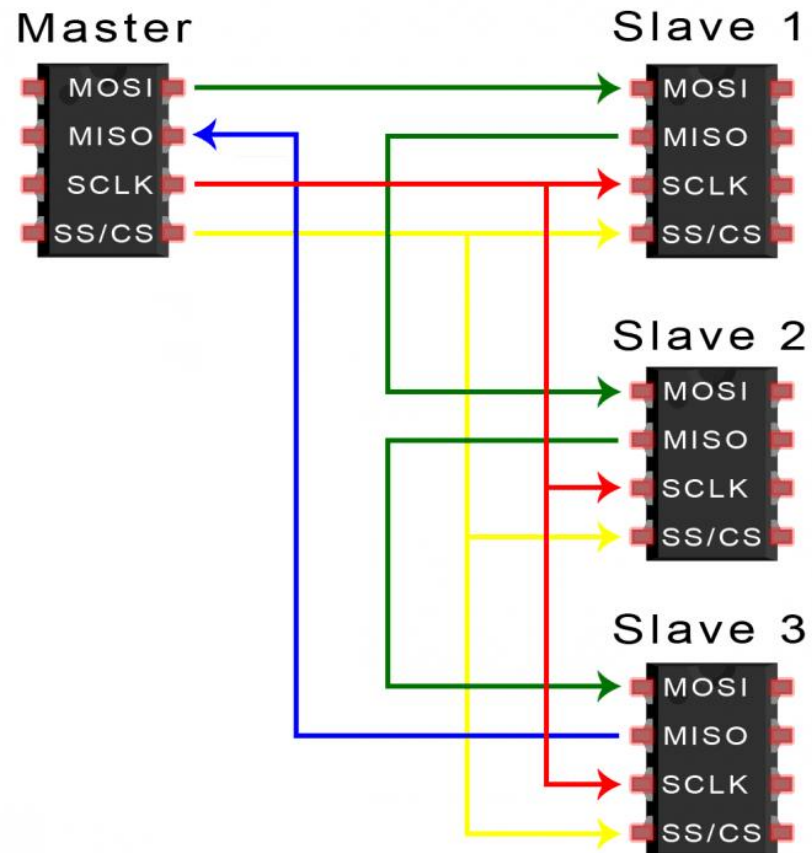 Master
MOSI
MISO
SCLK
SS/CS
Slave 1
MOSI
MISO
SCLK
SS/CS
Slave 2
MOSI
MISO
SCLK
SS/CS
Slave 3
MOSI
MISO
SCLK
SS/CS